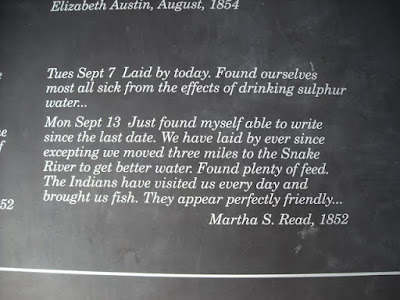 Elizabeth Austin, August, 1854
Tues Sept 7 Laid by today. Found ourselves
most all sick from the effects of drinking sulphur
water...
Mon Sept 13 Just found myself able to write
since the last date. We have laid by ever since
excepting we moved three miles to the Snake
River to get better water. Found plenty of feed.
The Indians have visited us every day and
brought us fish. They appear perfectly friendly...
Martha S. Read, 1852
52